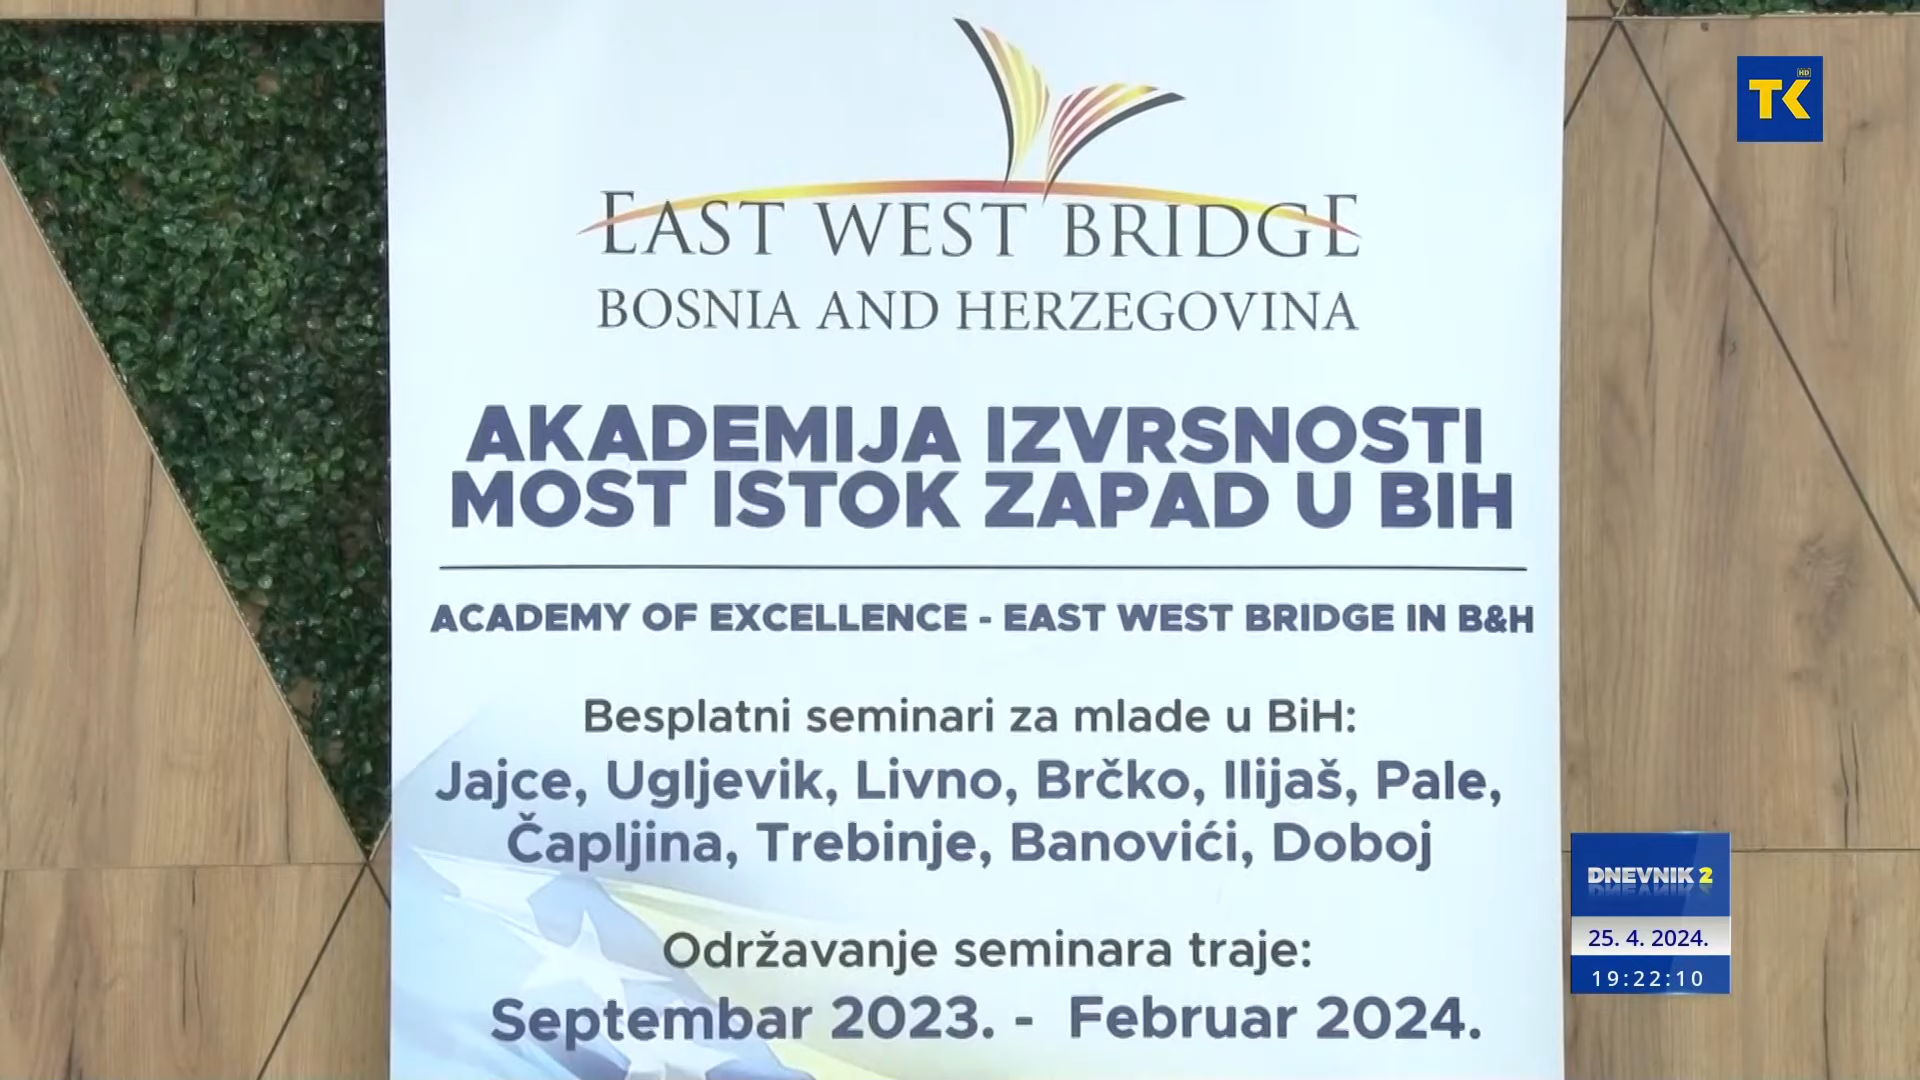 EAST WEST BRIDGE
BOSNIA AND HERZEGOVINA
AKADEMIJA IZVRSNOSTI
MOST ISTOK ZAPAD U BIH
ACADEMY OF EXCELLENCE - EAST WEST BRIDGE IN B&H
Besplatni seminari za mlade u BiH:
Jajce, Ugljevik, Livno, Brčko, Ilijaš, Pale,
Čapljina, Trebinje, Banovići, Doboj
Održavanje seminara traje:
Septembar 2023. - Februar 2024.
TK HD
DNEVNIK 2
25. 4. 2024.
19:22:10